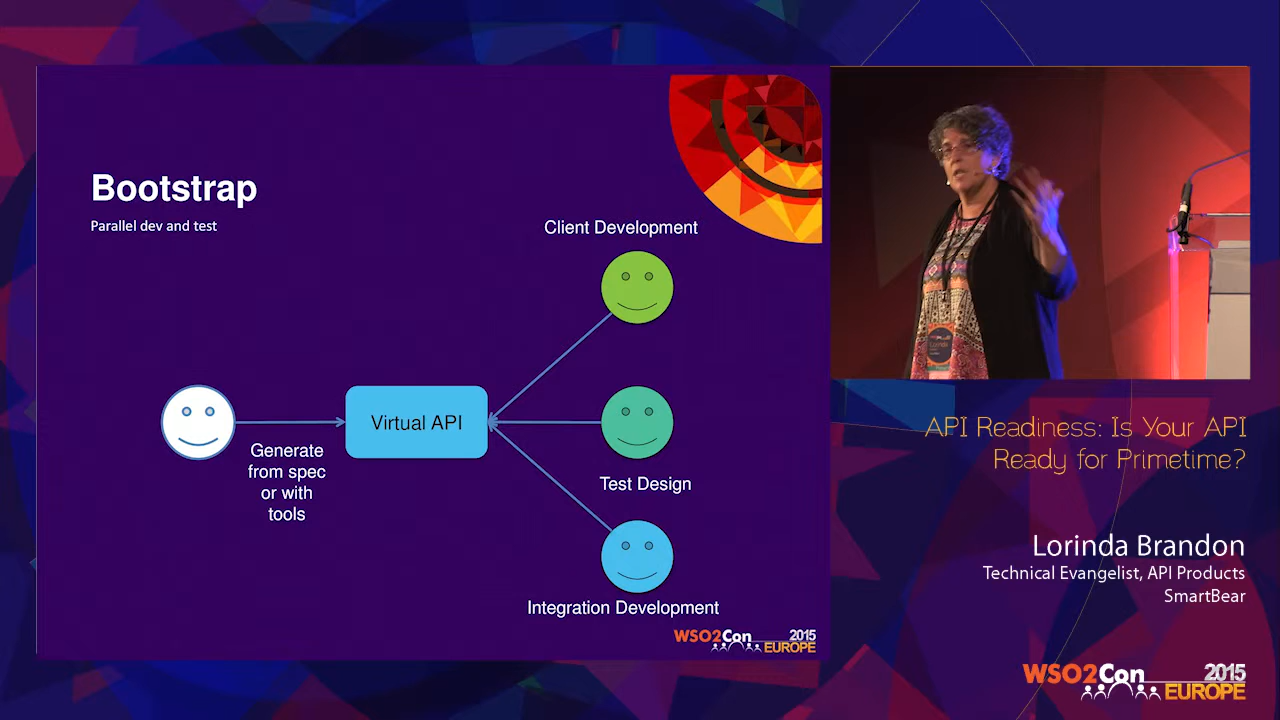 Bootstrap
Parallel dev and test
Client Development
Virtual API
Generate
from spec
or with
tools
Test Design
Integration Development
WSO2Con 2015
EUROPE
Lorinda
API Readiness: Is Your API
Ready for Primetime?
Lorinda Brandon
Technical Evangelist, API Products
SmartBear
WSO2Con 2015
EUROPE